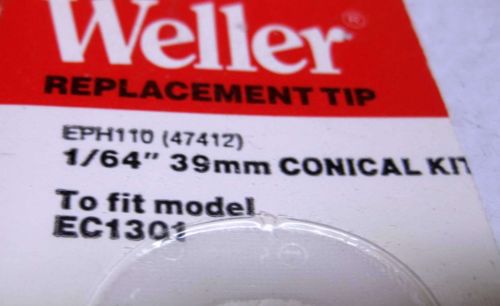 Weller®
REPLACEMENT TIP
EPH110 (47412)
1/64" 39mm CONICAL KIT
To fit model
EC1301